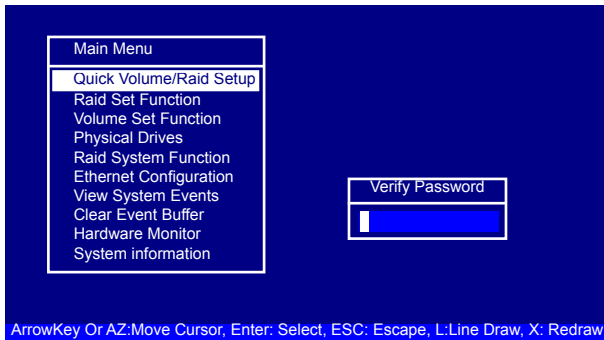 Main Menu
Quick Volume/Raid Setup
Raid Set Function
Volume Set Function
Physical Drives
Raid System Function
Ethernet Configuration
View System Events
Clear Event Buffer
Hardware Monitor
System information
Verify Password
ArrowKey Or AZ:Move Cursor, Enter: Select, ESC: Escape, L:Line Draw, X: Redraw